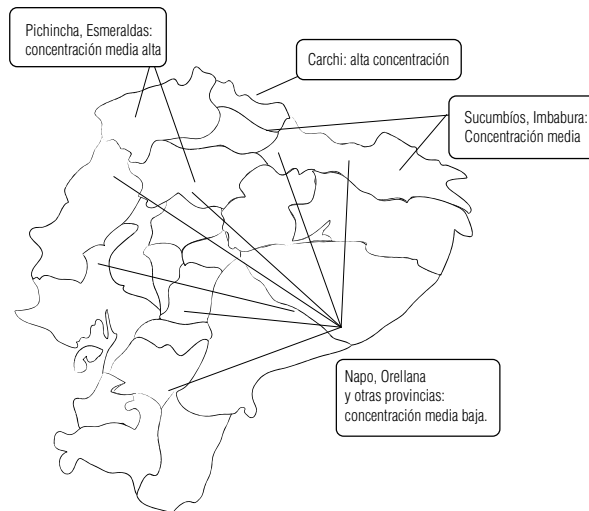 Pichincha, Esmeraldas:
concentración media alta
Carchi: alta concentración
Sucumbíos, Imbabura:
Concentración media
Napo, Orellana
y otras provincias:
concentración media baja.